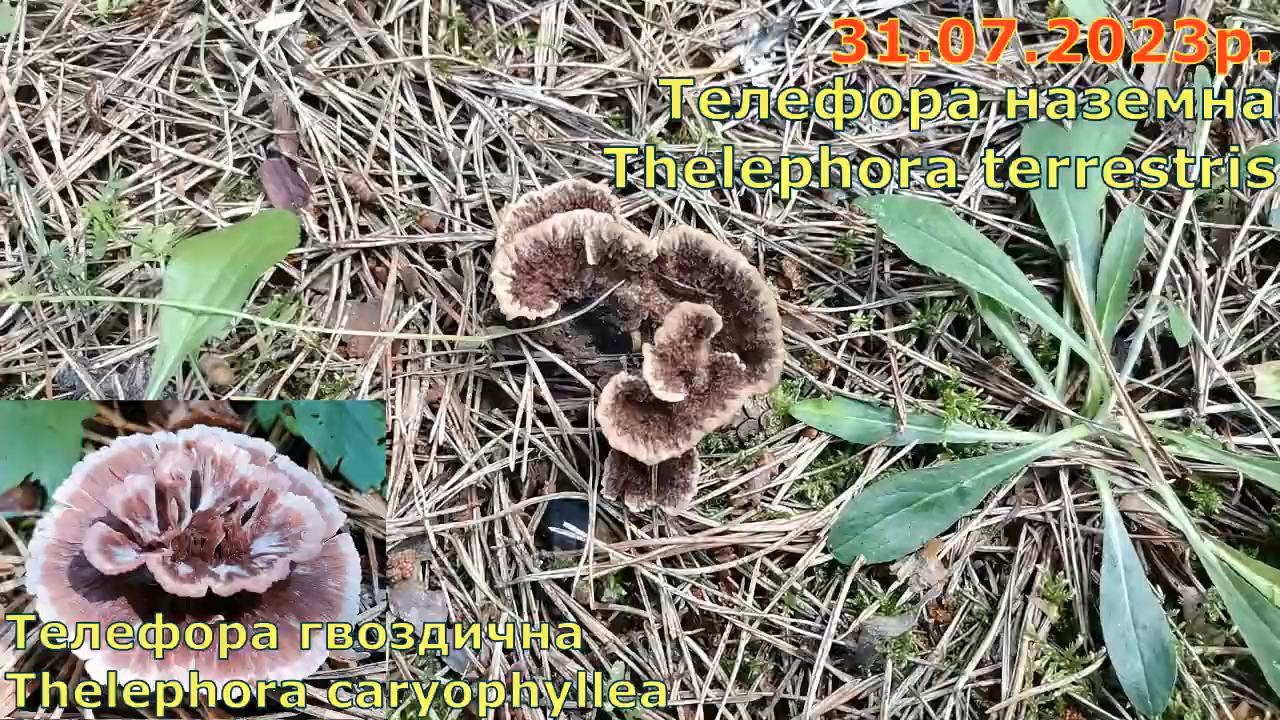 31.07.2023р.
Телефора наземна
Thelephora terrestris
Телефора гвоздична
Thelephora caryophyllea